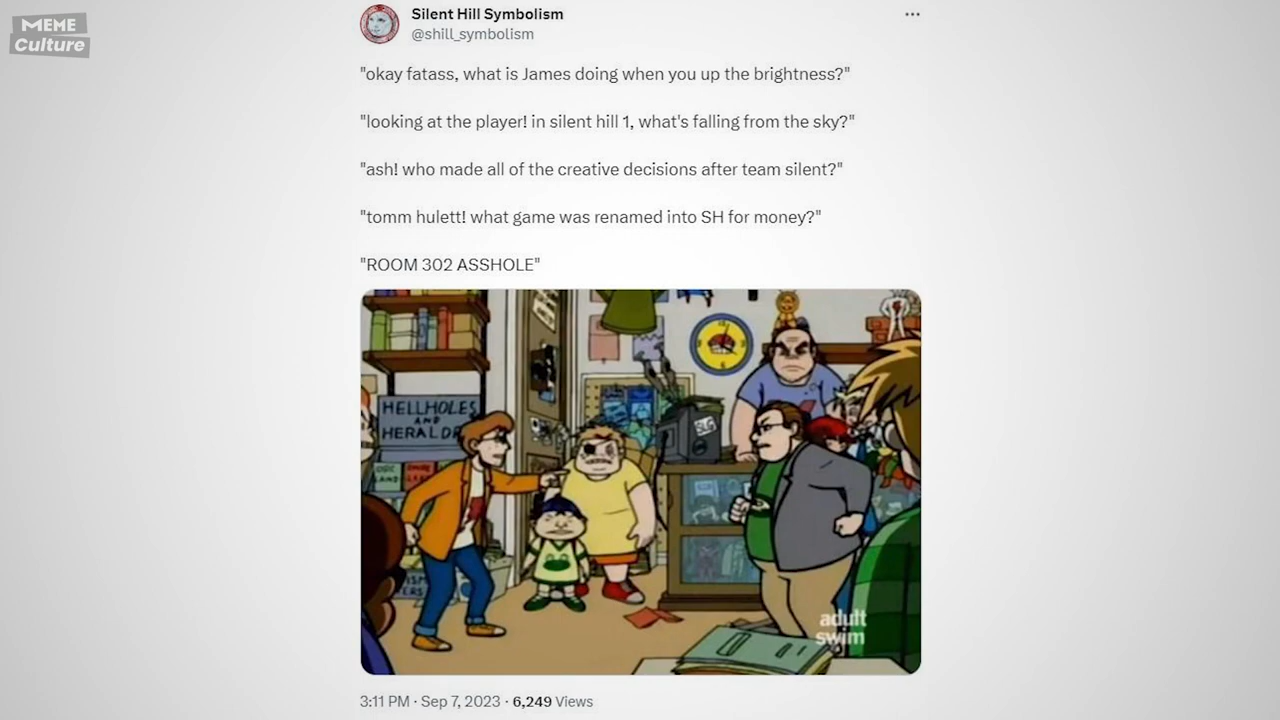 MEME
Culture
Silent Hill Symbolism
@shill_symbolism
"okay fatass, what is James doing when you up the brightness?"
"looking at the player! in silent hill 1, what's falling from the sky?"
"ash! who made all of the creative decisions after team silent?"
"tomm hulett! what game was renamed into SH for money?"
"ROOM 302 ASSHOLE"
HELLHOLES
AND
HERALDR
SLG
adult
swim
3:11 PM · Sep 7, 2023 · 6,249 Views